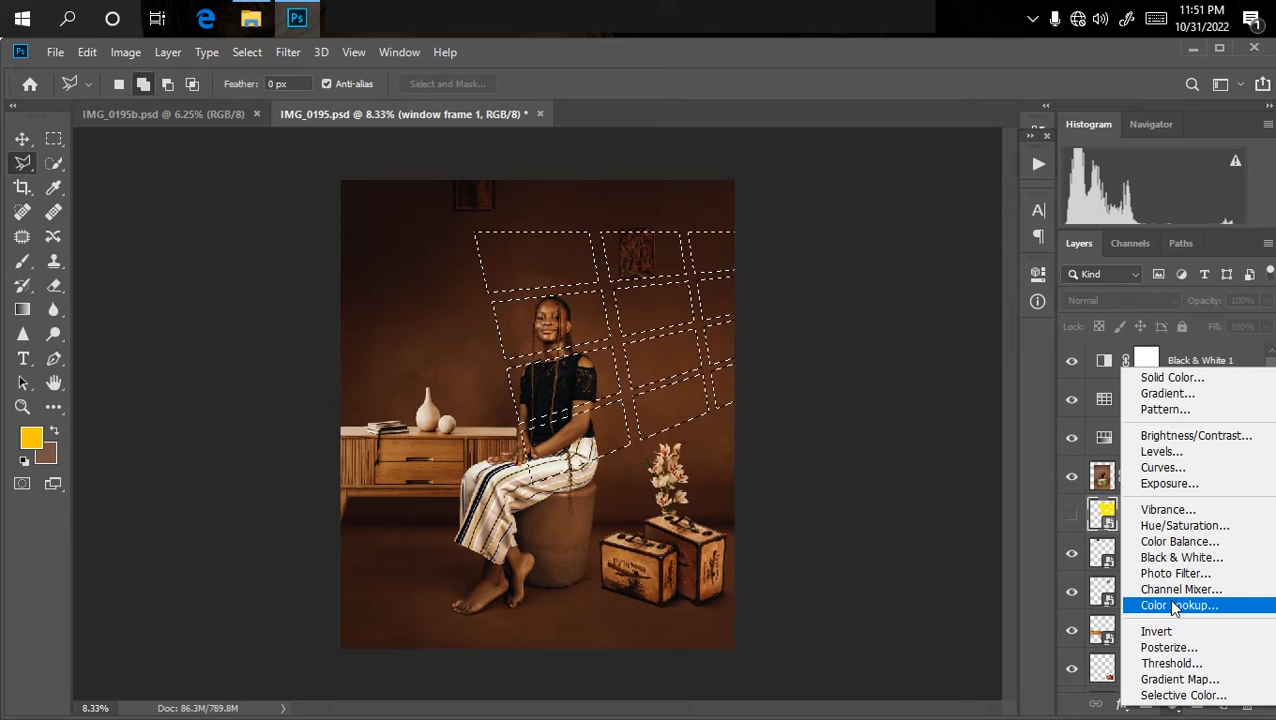 11:51 PM
10/31/2022
1
Ps
Ps
File Edit Image Layer Type Select Filter 3D View Window Help
Feather: 0 px Anti-alias Select and Mask...
IMG_0195b.psd @ 6.25% (RGB/8) × IMG_0195.psd @ 8.33% (window frame 1, RGB/8) * ×
Histogram Navigator
Layers Channels Paths
Kind
Normal Opacity: 100%
Lock: Fill: 100%
Black & White 1
Solid Color...
Gradient...
Pattern...
Brightness/Contrast...
Levels...
Curves...
Exposure...
Vibrance...
Hue/Saturation...
Color Balance...
Black & White...
Photo Filter...
Channel Mixer...
Color Lookup...
Invert
Posterize...
Threshold...
Gradient Map...
Selective Color...
8.33% Doc: 86.3M/789.8M